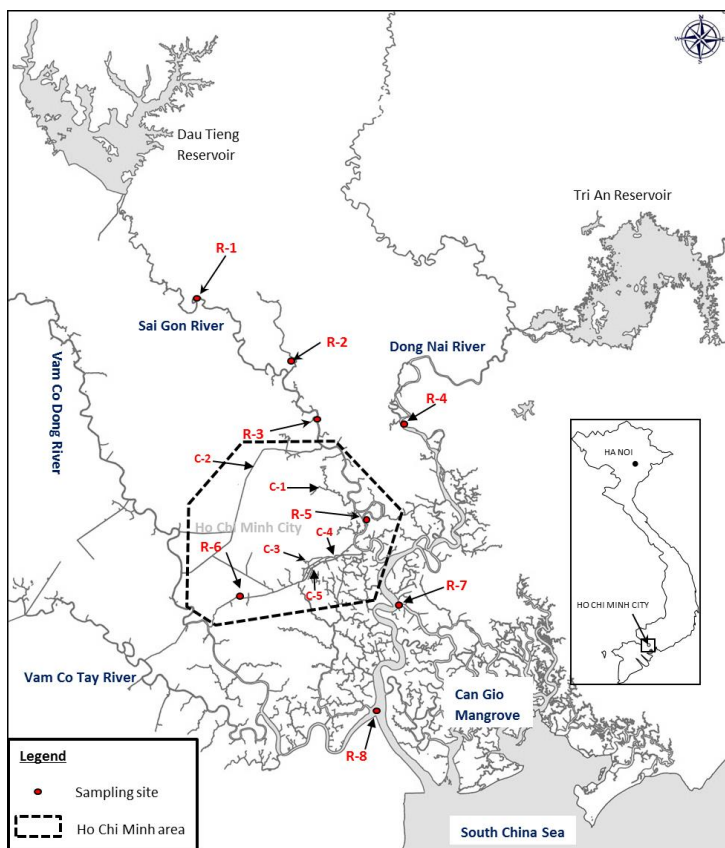 N
W
E
S
Dau Tieng
Reservoir
Tri An Reservoir
R-1
Sai Gon River
R-2
Dong Nai River
Vam Co Dong River
R-3
R-4
C-2
C-1
HA NOI
R-5
Ho Chi Minh City
C-4
R-6
C-3
C-5
R-7
HO CHI MINH CITY
Vam Co Tay River
Can Gio
Mangrove
R-8
Legend
Sampling site
Ho Chi Minh area
South China Sea